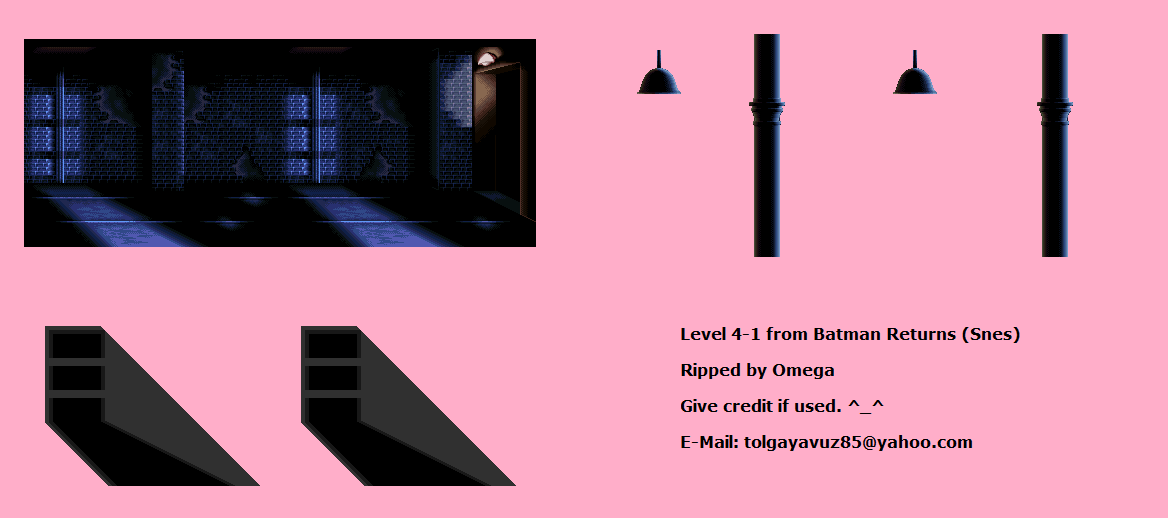 Level 4-1 from Batman Returns (Snes)
Ripped by Omega
Give credit if used. ^_^
E-Mail: tolgayavuz85@yahoo.com